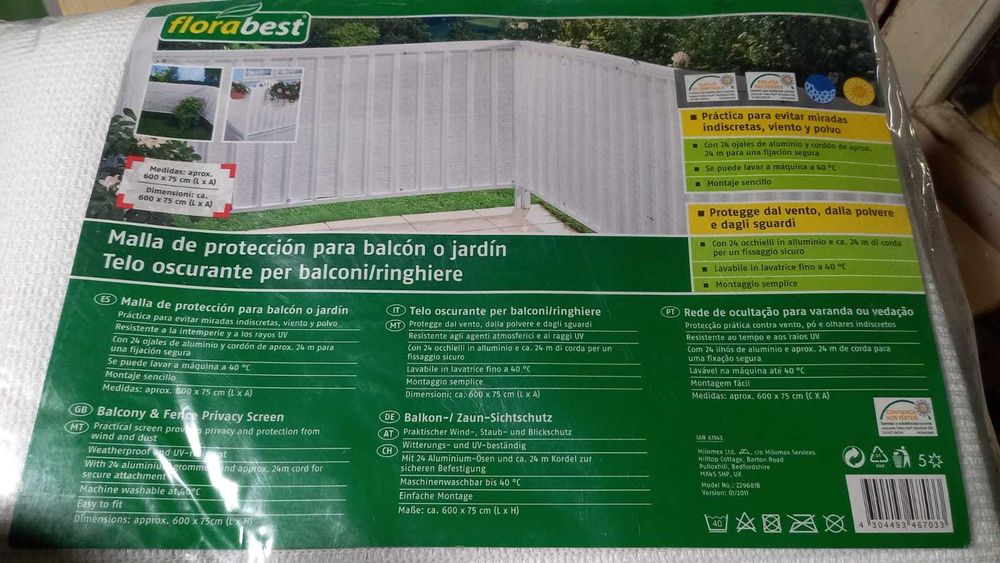 florabest
Medidas: aprox.
600 x 75 cm (L x A)
Dimensioni: ca.
600 x 75 cm (L x A)
Práctica para evitar miradas
indiscretas, viento y polvo
Con 24 ojales de aluminio y cordón de aprox.
24 m para una fijación segura
Se puede lavar a máquina a 40 °C
Montaje sencillo
Protegge dal vento, dalla polvere
e dagli sguardi
Con 24 occhielli in alluminio e ca. 24 m di corda
per un fissaggio sicuro
Lavabile in lavatrice fino a 40 °C
Montaggio semplice
Malla de protección para balcón o jardín
Telo oscurante per balconi/ringhiere
ES Malla de protección para balcón o jardín
Práctica para evitar miradas indiscretas, viento y polvo
Resistente a la intemperie y a los rayos UV
Con 24 ojales de aluminio y cordón de aprox. 24 m para
una fijación segura
Se puede lavar a máquina a 40 °C
Montaje sencillo
Medidas: aprox. 600 x 75 cm (L x A)
IT Telo oscurante per balconi/ringhiere
MT Protegge dal vento, dalla polvere e dagli sguardi
Resistente agli agenti atmosferici e ai raggi UV
Con 24 occhielli in alluminio e ca. 24 m di corda per un
fissaggio sicuro
Lavabile in lavatrice fino a 40 °C
Montaggio semplice
Dimensioni: ca. 600 x 75 cm (L x A)
PT Rede de ocultação para varanda ou vedação
Protecção prática contra vento, pó e olhares indiscretos
Resistente ao tempo e aos raios UV
Com 24 ilhós de alumínio e aprox. 24 m de corda para
uma fixação segura
Lavável na máquina até 40 °C
Montagem fácil
Medidas: aprox. 600 x 75 cm (C X A)
GB Balcony & Fence Privacy Screen
MT Practical screen provides privacy and protection from
wind and dust
Weatherproof and UV-resistant
With 24 aluminium grommets and approx. 24m cord for
secure attachment
Machine washable at 40°C
Easy to fit
Dimensions: approx. 600 x 75cm (L x H)
DE Balkon-/ Zaun-Sichtschutz
AT Praktischer Wind-, Staub- und Blickschutz
CH Witterungs- und UV-beständig
Mit 24 Aluminium-Ösen und ca. 24 m Kordel zur
sicheren Befestigung
Maschinenwaschbar bis 40 °C
Einfache Montage
Maße: ca. 600 x 75 cm (L x H)
CONFIANÇA
NOS TÊXTEIS
IAN 61143
Milomex Ltd. c/o Milomex Services
Hilltop Cottage, Barton Road
Pulloxhill, Bedfordshire
MK45 5HP, UK
Model No.: Z29681B
Version: 01/2011
PAP
5
40
4 304493 467033